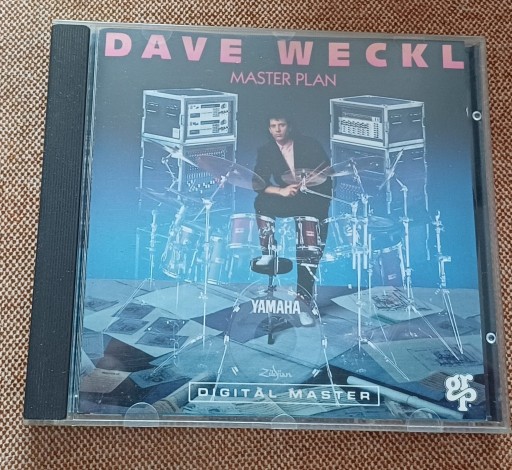 DAVE WECKL
MASTER PLAN
YAMAHA
Zildjian
DIGITAL MASTER
grp